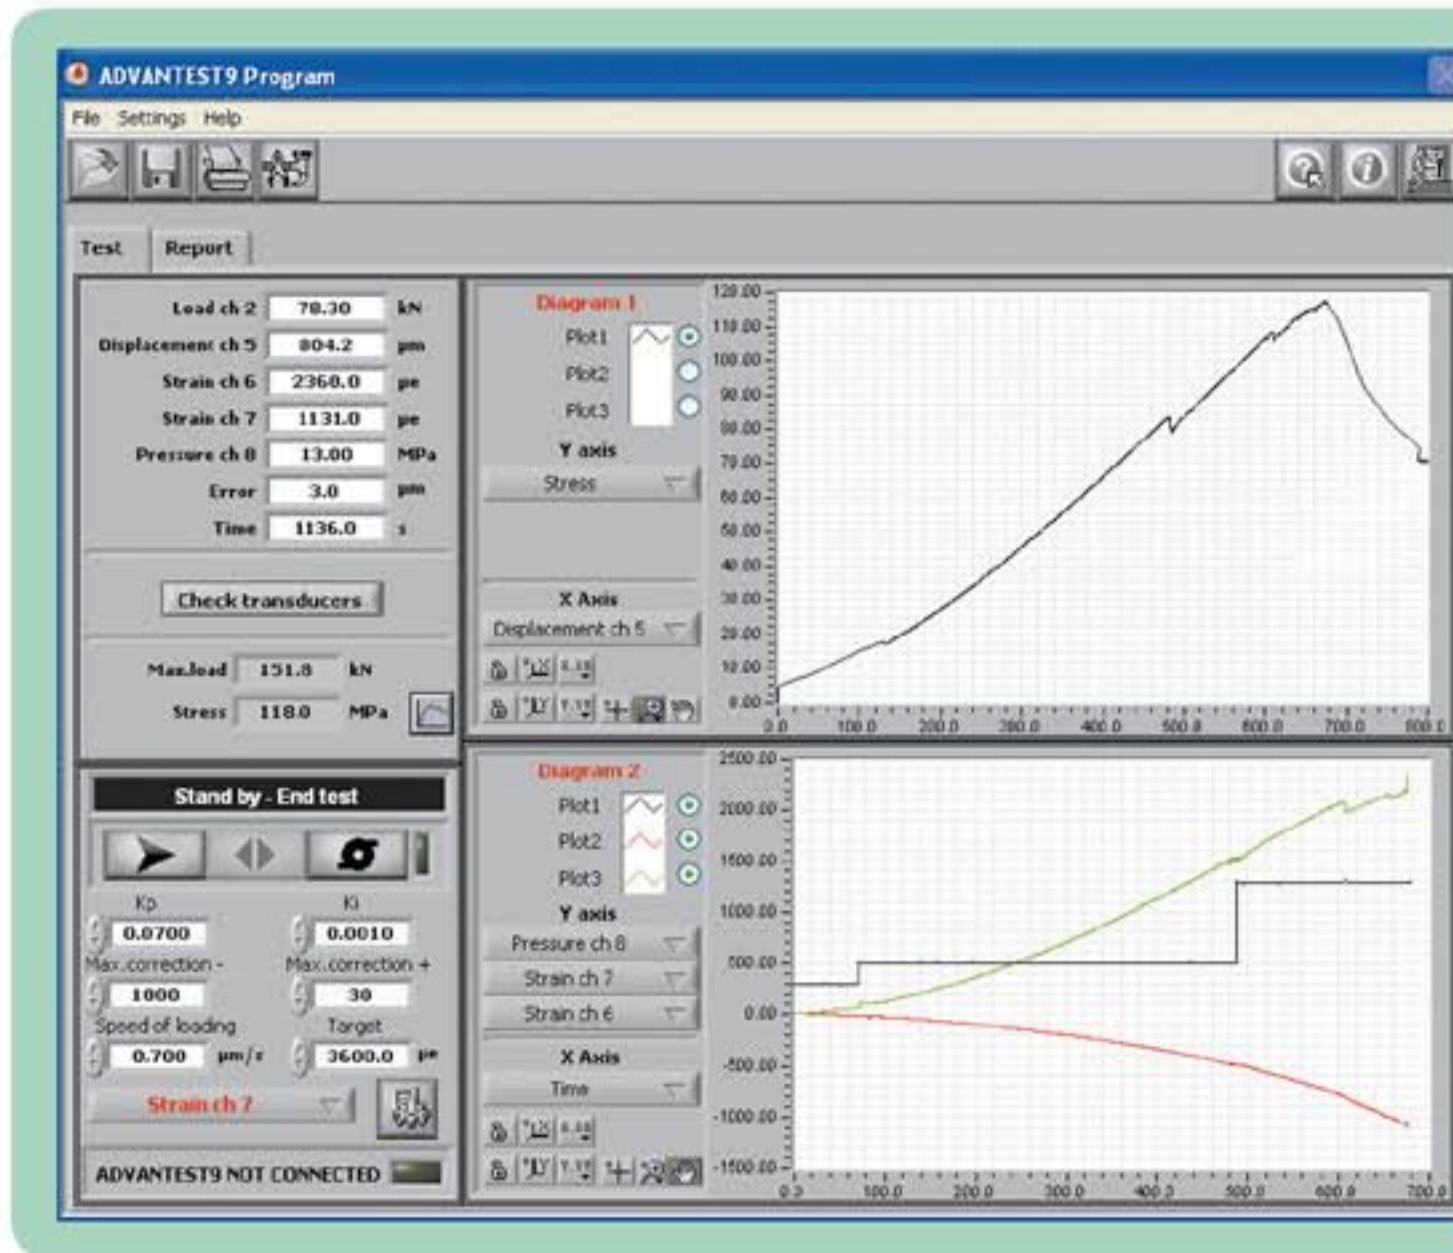 ADVANTEST9 Program
File Settings Help
Test Report
Load ch 2 78.30 kN
Displacement ch 5 804.2 µm
Strain ch 6 2360.0 µe
Strain ch 7 1131.0 µe
Pressure ch 8 13.00 MPa
Error 3.0 µm
Time 1136.0 s
Check transducers
Max.load 151.8 kN
Stress 118.0 MPa
Diagram 1
Plot1
Plot2
Plot3
Y axis
Stress
X Axis
Displacement ch 5
120.00
110.00
100.00
90.00
80.00
70.00
60.00
50.00
40.00
30.00
20.00
10.00
0.00
0.0 100.0 200.0 300.0 400.0 500.0 600.0 700.0 800.0
Stand by - End test
Kp Ki
0.0700 0.0010
Max.correction - Max.correction +
1000 30
Speed of loading Target
0.700 µm/s 3600.0 µe
Strain ch 7
ADVANTEST9 NOT CONNECTED
Diagram 2
Plot1
Plot2
Plot3
Y axis
Pressure ch 8
Strain ch 7
Strain ch 6
X Axis
Time
2500.00
2000.00
1500.00
1000.00
500.00
0.00
-500.00
-1000.00
-1500.00
0.0 100.0 200.0 300.0 400.0 500.0 600.0 700.0